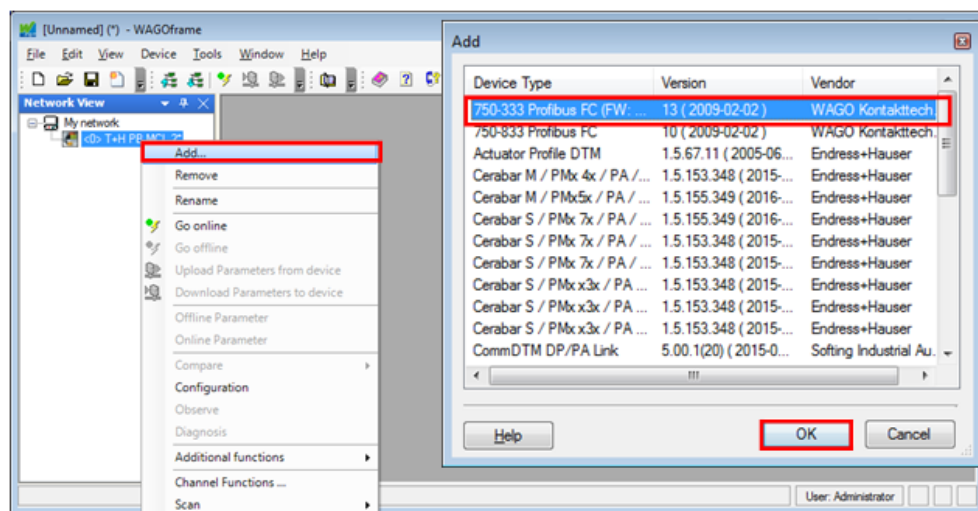 [Unnamed] (*) - WAGOframe
File Edit View Device Tools Window Help
Network View
My network
<0> T+H PB MCL 2*
Add...
Remove
Rename
Go online
Go offline
Upload Parameters from device
Download Parameters to device
Offline Parameter
Online Parameter
Compare
Configuration
Observe
Diagnosis
Additional functions
Channel Functions ...
Scan
Add
Device Type Version Vendor
750-333 Profibus FC (FW: ... 13 ( 2009-02-02 ) WAGO Kontakttech.
750-833 Profibus FC 10 ( 2009-02-02 ) WAGO Kontakttech.
Actuator Profile DTM 1.5.67.11 ( 2005-06... Endress+Hauser
Cerabar M / PMx 4x / PA /... 1.5.153.348 ( 2015-... Endress+Hauser
Cerabar M / PMx5x / PA / ... 1.5.155.349 ( 2016-... Endress+Hauser
Cerabar S / PMx 7x / PA / ... 1.5.155.349 ( 2016-... Endress+Hauser
Cerabar S / PMx 7x / PA / ... 1.5.153.348 ( 2015-... Endress+Hauser
Cerabar S / PMx 7x / PA / ... 1.5.153.348 ( 2015-... Endress+Hauser
Cerabar S / PMx x3x / PA ... 1.5.153.348 ( 2015-... Endress+Hauser
Cerabar S / PMx x3x / PA ... 1.5.153.348 ( 2015-... Endress+Hauser
Cerabar S / PMx x3x / PA ... 1.5.153.348 ( 2015-... Endress+Hauser
CommDTM DP/PA Link 5.00.1(20) ( 2015-0... Softing Industrial Au.
Help OK Cancel
User: Administrator